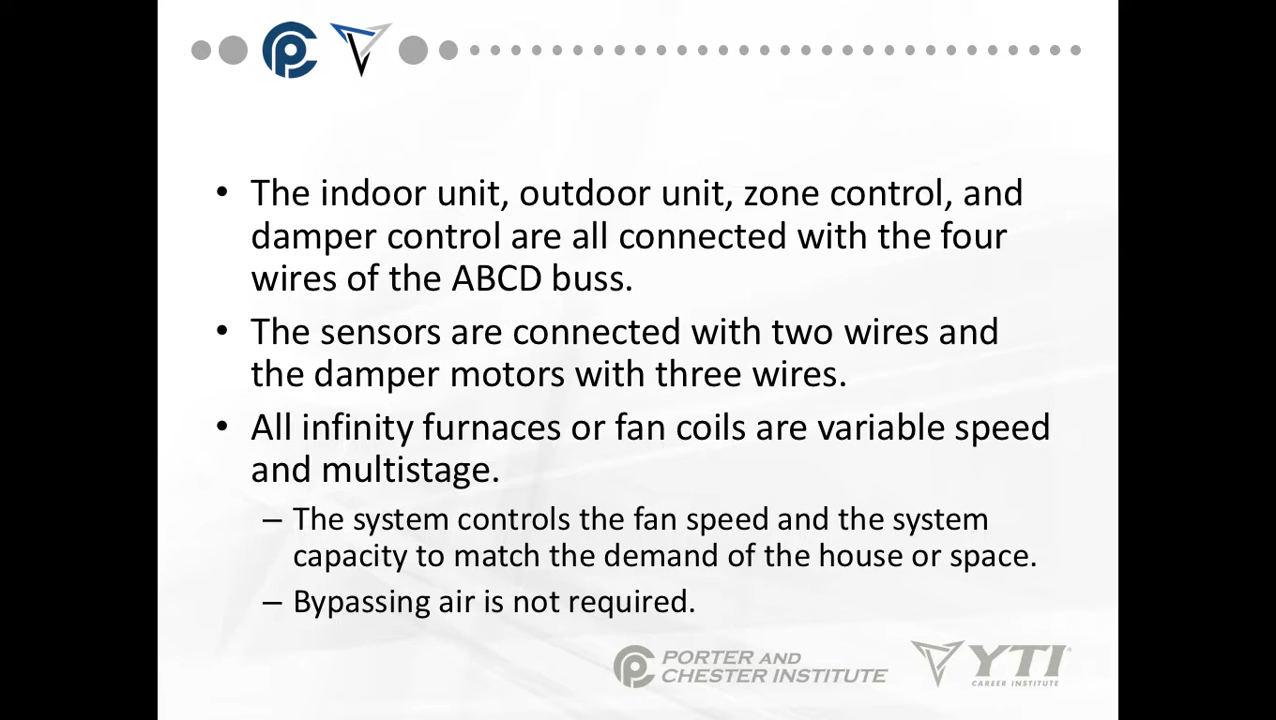 • The indoor unit, outdoor unit, zone control, and
damper control are all connected with the four
wires of the ABCD buss.
• The sensors are connected with two wires and
the damper motors with three wires.
• All infinity furnaces or fan coils are variable speed
and multistage.
– The system controls the fan speed and the system
capacity to match the demand of the house or space.
– Bypassing air is not required.
PORTER AND
CHESTER INSTITUTE
YTI
CAREER INSTITUTE